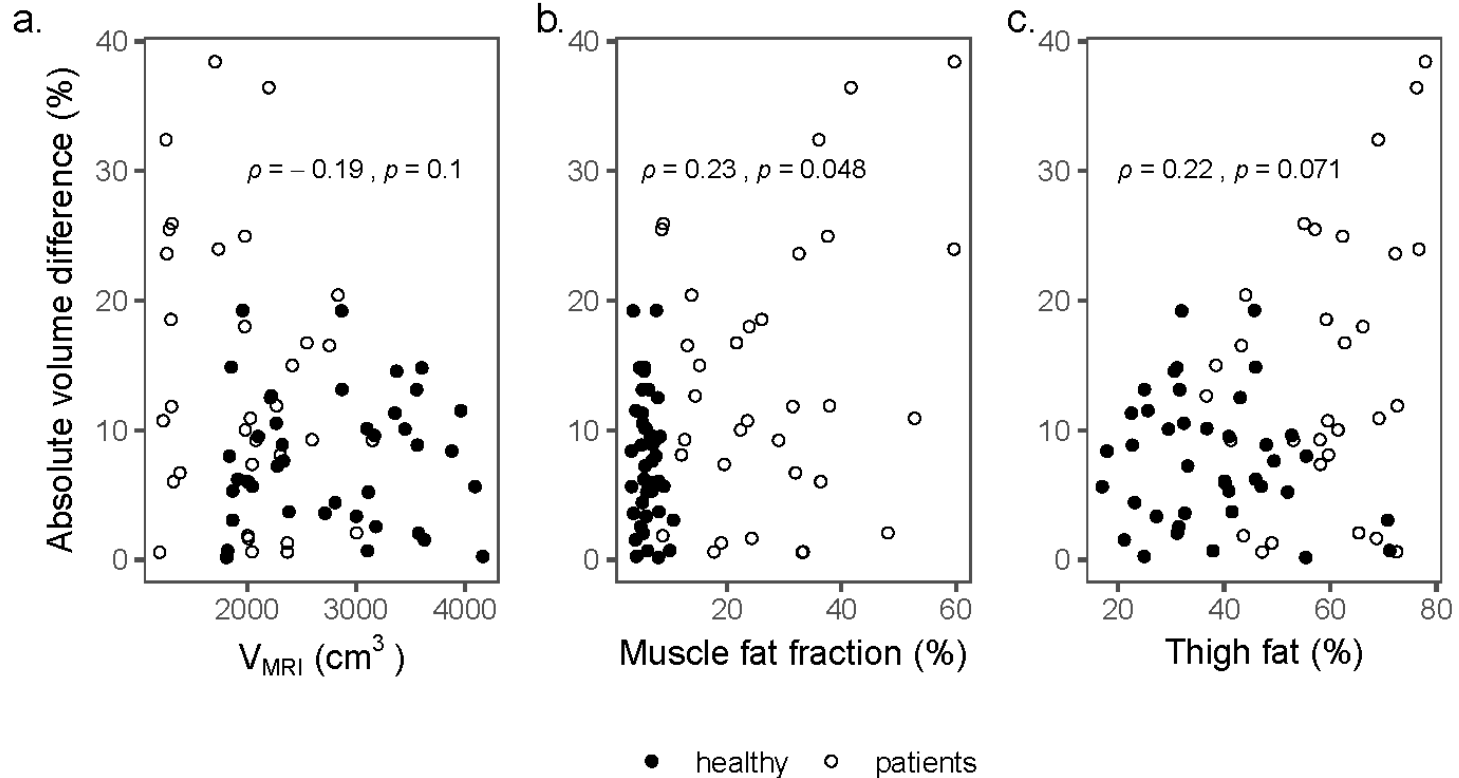 a.
Absolute volume difference (%)
40
30
20
10
0
ρ = − 0.19 , p = 0.1
2000 3000 4000
V_MRI (cm³ )
b.
40
30
20
10
0
ρ = 0.23 , p = 0.048
20 40 60
Muscle fat fraction (%)
c.
40
30
20
10
0
ρ = 0.22 , p = 0.071
20 40 60 80
Thigh fat (%)
healthy patients